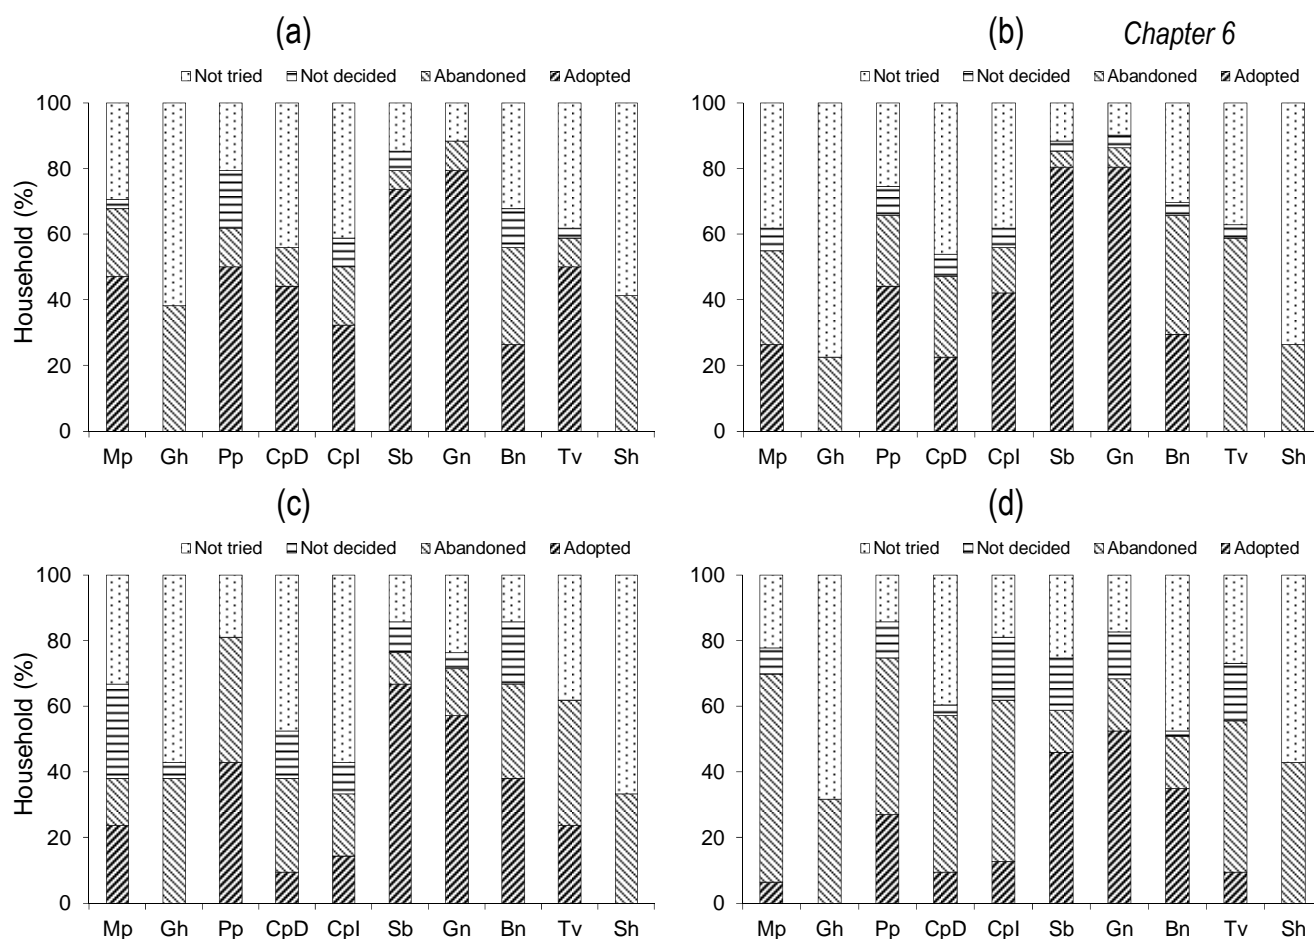 (a)
(b) Chapter 6
Not tried Not decided Abandoned Adopted
Not tried Not decided Abandoned Adopted
Household (%)
100
80
60
40
20
0
Mp Gh Pp CpD CpI Sb Gn Bn Tv Sh
100
80
60
40
20
0
Mp Gh Pp CpD CpI Sb Gn Bn Tv Sh
(c)
(d)
Not tried Not decided Abandoned Adopted
Not tried Not decided Abandoned Adopted
Household (%)
100
80
60
40
20
0
Mp Gh Pp CpD CpI Sb Gn Bn Tv Sh
100
80
60
40
20
0
Mp Gh Pp CpD CpI Sb Gn Bn Tv Sh